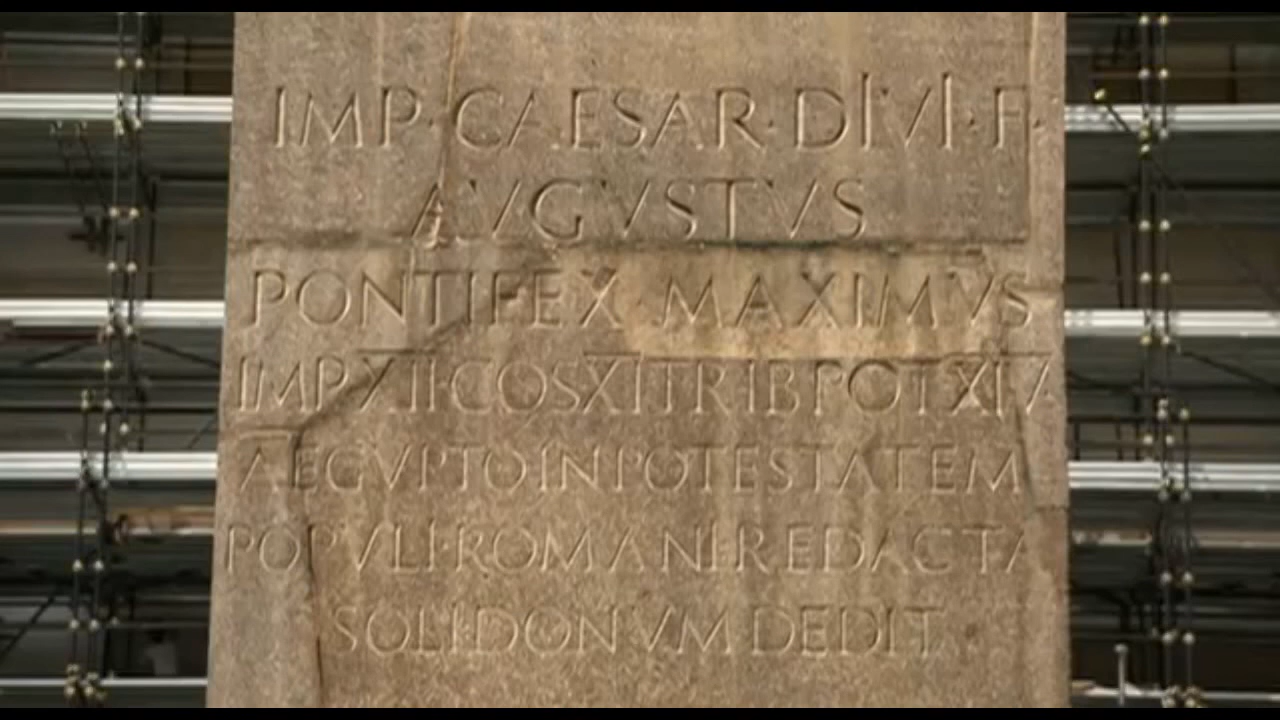 IMP·CAESAR·DIVI·F·
AVGVSTVS
PONTIFEX MAXIMVS
IMP XII·COS XI TRIB POT XIV
AEGVPTO IN POTESTATEM
POPVLI·ROMANI REDACTA
SOLI·DONVM DEDIT